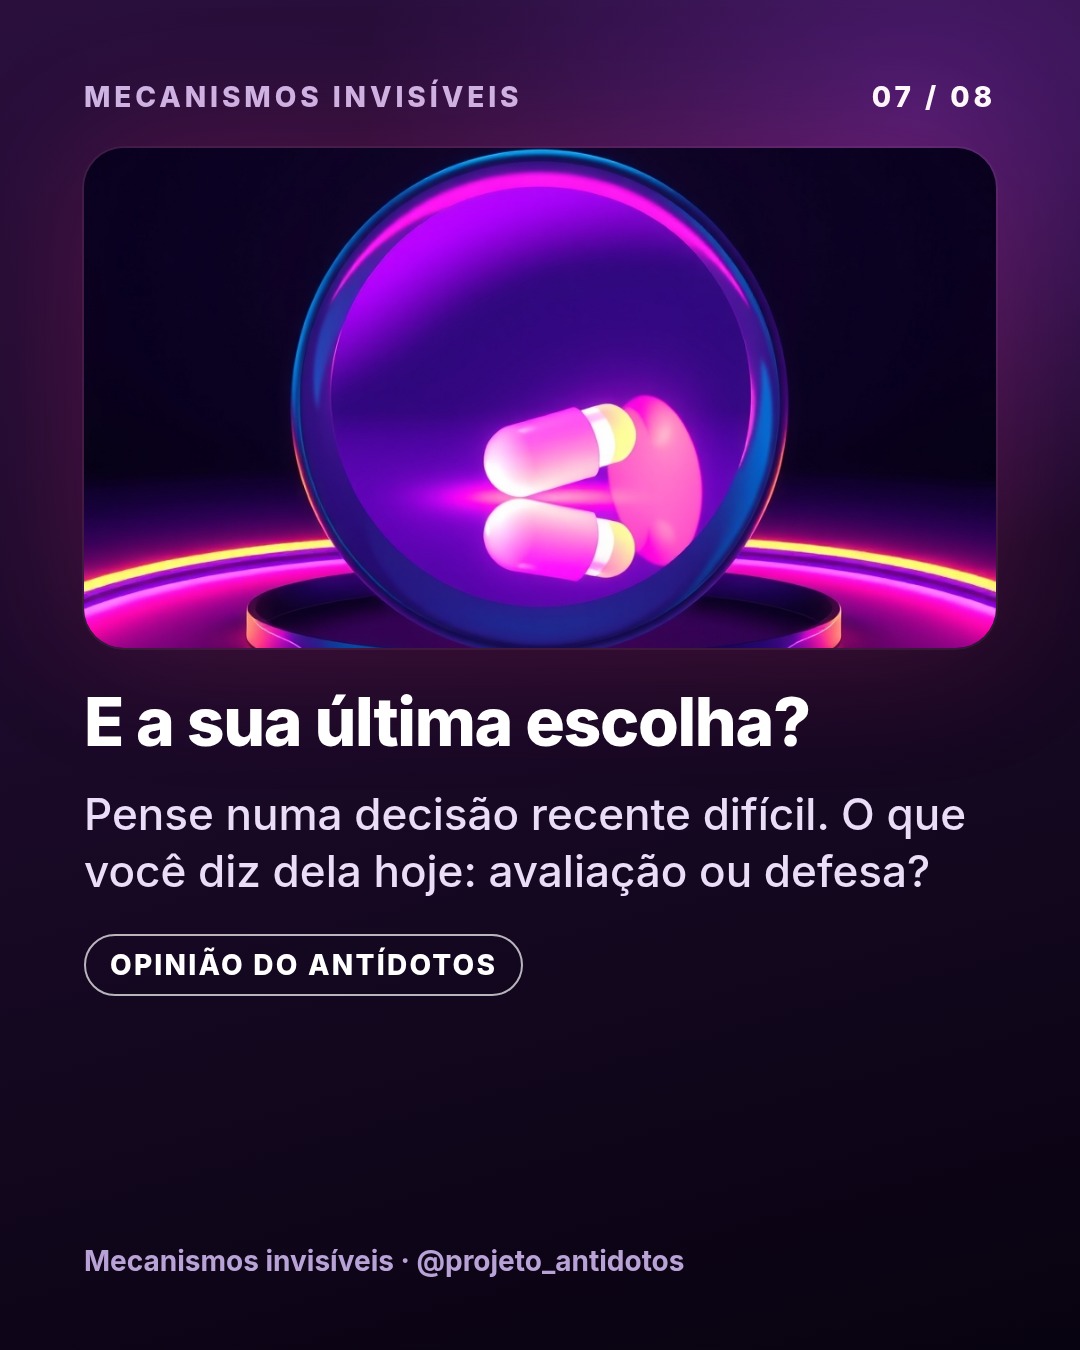 MECANISMOS INVISÍVEIS
07 / 08
E a sua última escolha?
Pense numa decisão recente difícil. O que
você diz dela hoje: avaliação ou defesa?
OPINIÃO DO ANTÍDOTOS
Mecanismos invisíveis · @projeto_antidotos